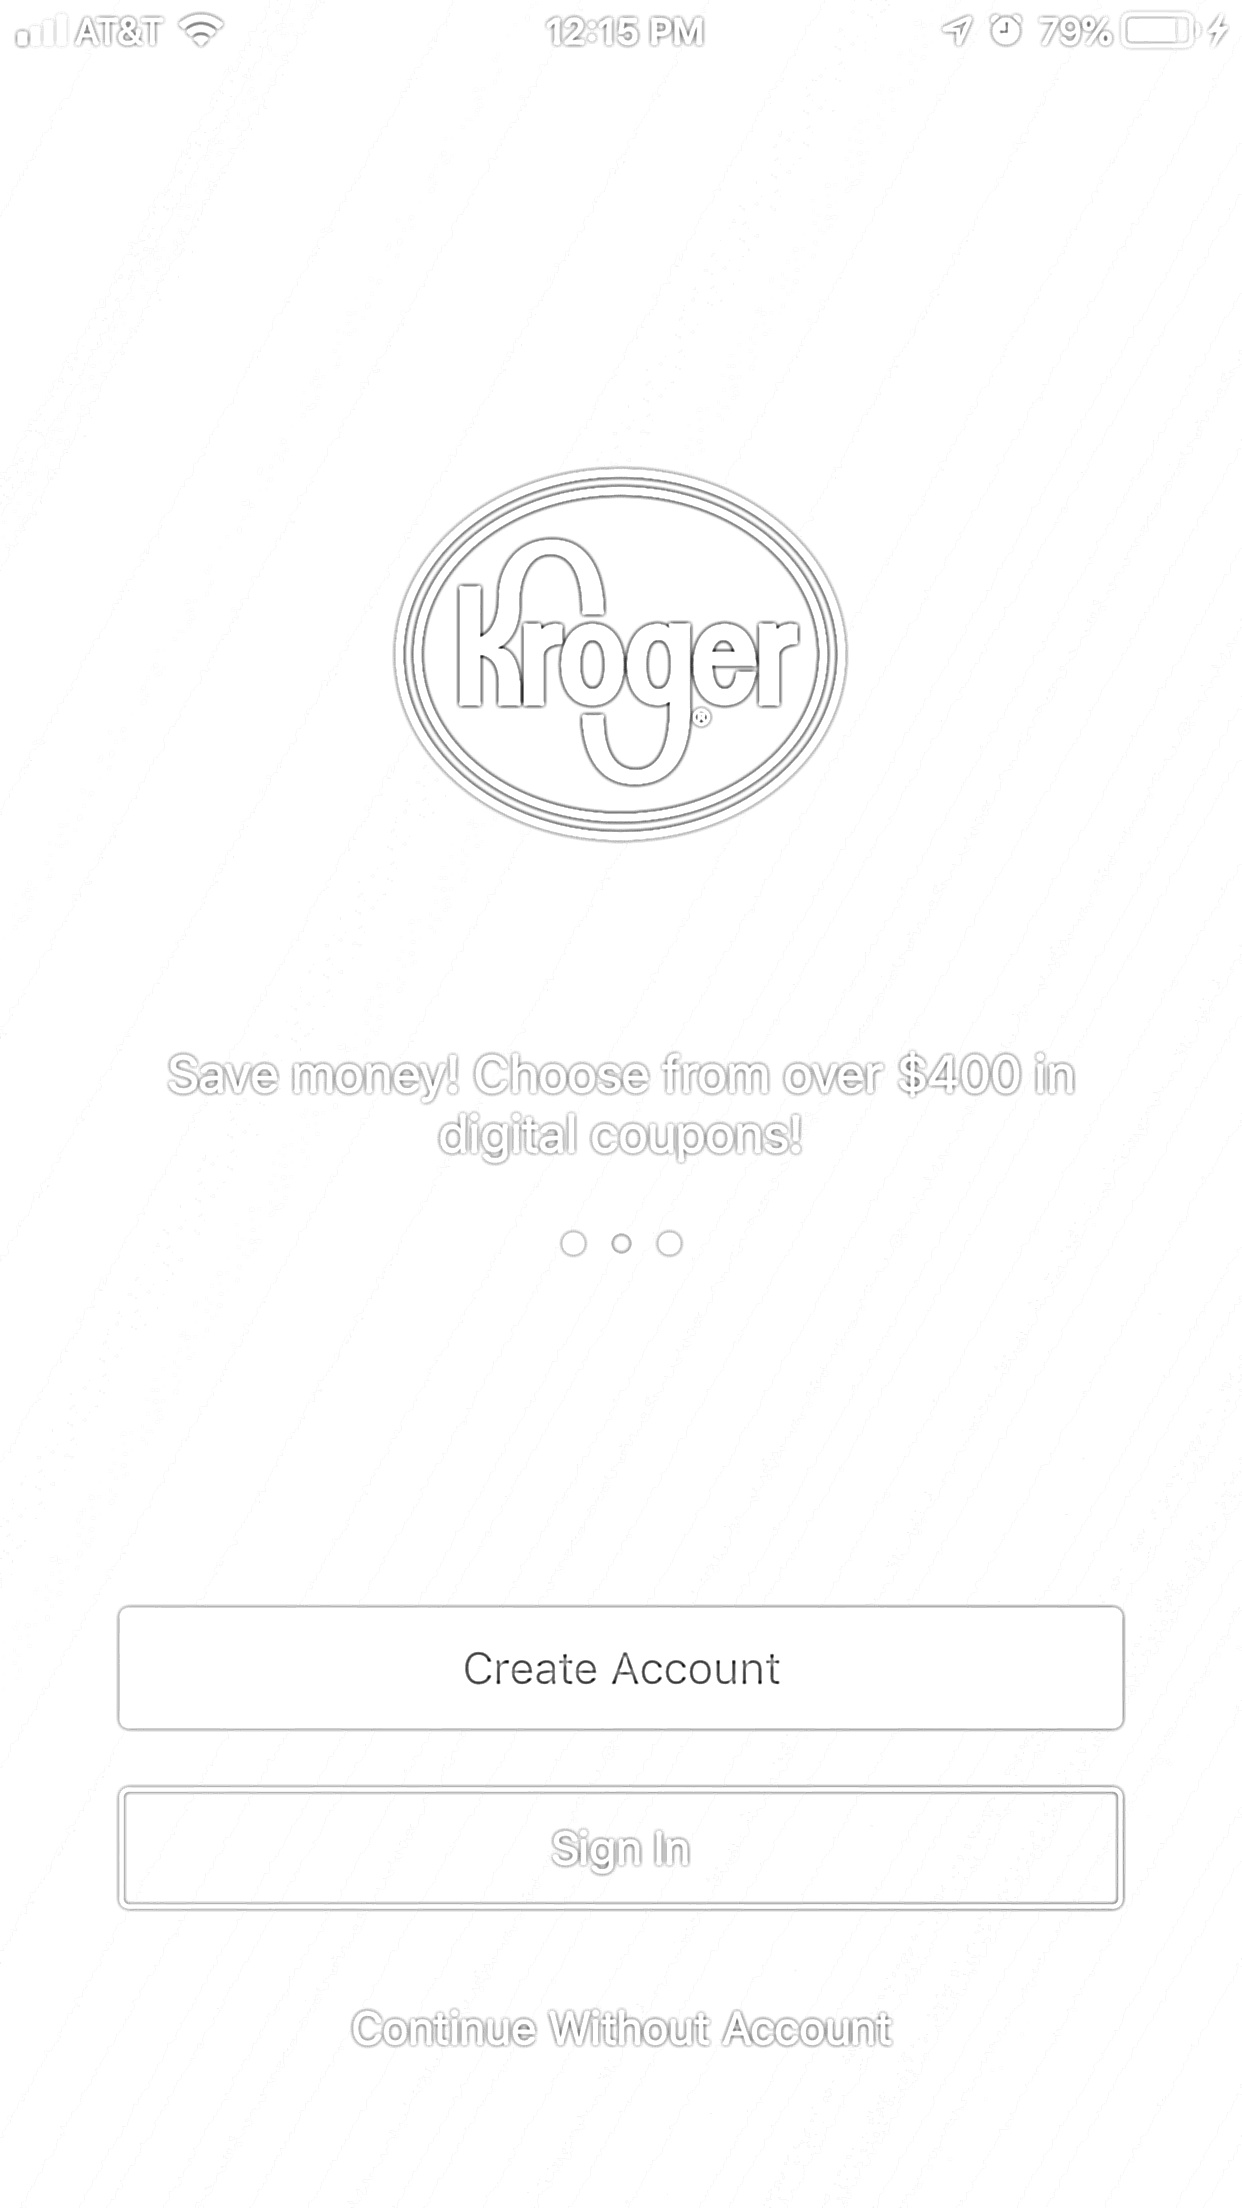 AT&T 12:15 PM 79%
Kroger
®
Save money! Choose from over $400 in
digital coupons!
Create Account
Sign In
Continue Without Account